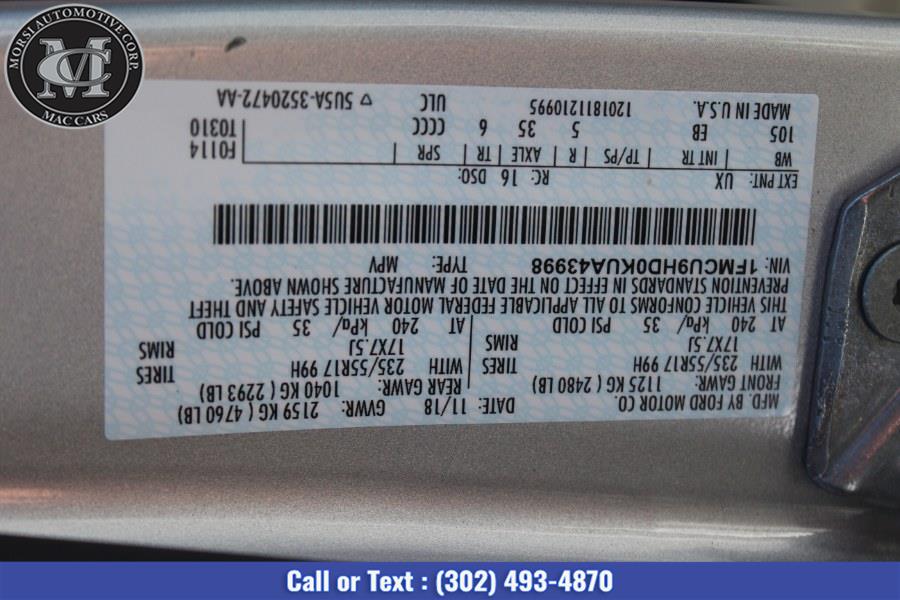 MORSI AUTOMOTIVE CORP.
MC
MAC CARS
MFD. BY FORD MOTOR CO. DATE: 11/18 GVWR: 2159 KG ( 4760 LB)
FRONT GAWR: 1125 KG ( 2480 LB) REAR GAWR: 1040 KG ( 2293 LB)
WITH 235/55R17 99H TIRES WITH 235/55R17 99H TIRES
17X7.5J RIMS 17X7.5J RIMS
AT 240 kPa/ 35 PSI COLD AT 240 kPa/ 35 PSI COLD
THIS VEHICLE CONFORMS TO ALL APPLICABLE FEDERAL MOTOR VEHICLE SAFETY AND THEFT
PREVENTION STANDARDS IN EFFECT ON THE DATE OF MANUFACTURE SHOWN ABOVE.
VIN: 1FMCU9HD0KUA43998 TYPE: MPV
EXT PNT: UX RC: 16 DSO:
WB INT TR TP/PS R AXLE TR SPR F0114
105 EB 5 35 6 CCCC T0310
MADE IN U.S.A. 1201811210995 ULC ▽ 5U5A-3520472-AA
Call or Text : (302) 493-4870